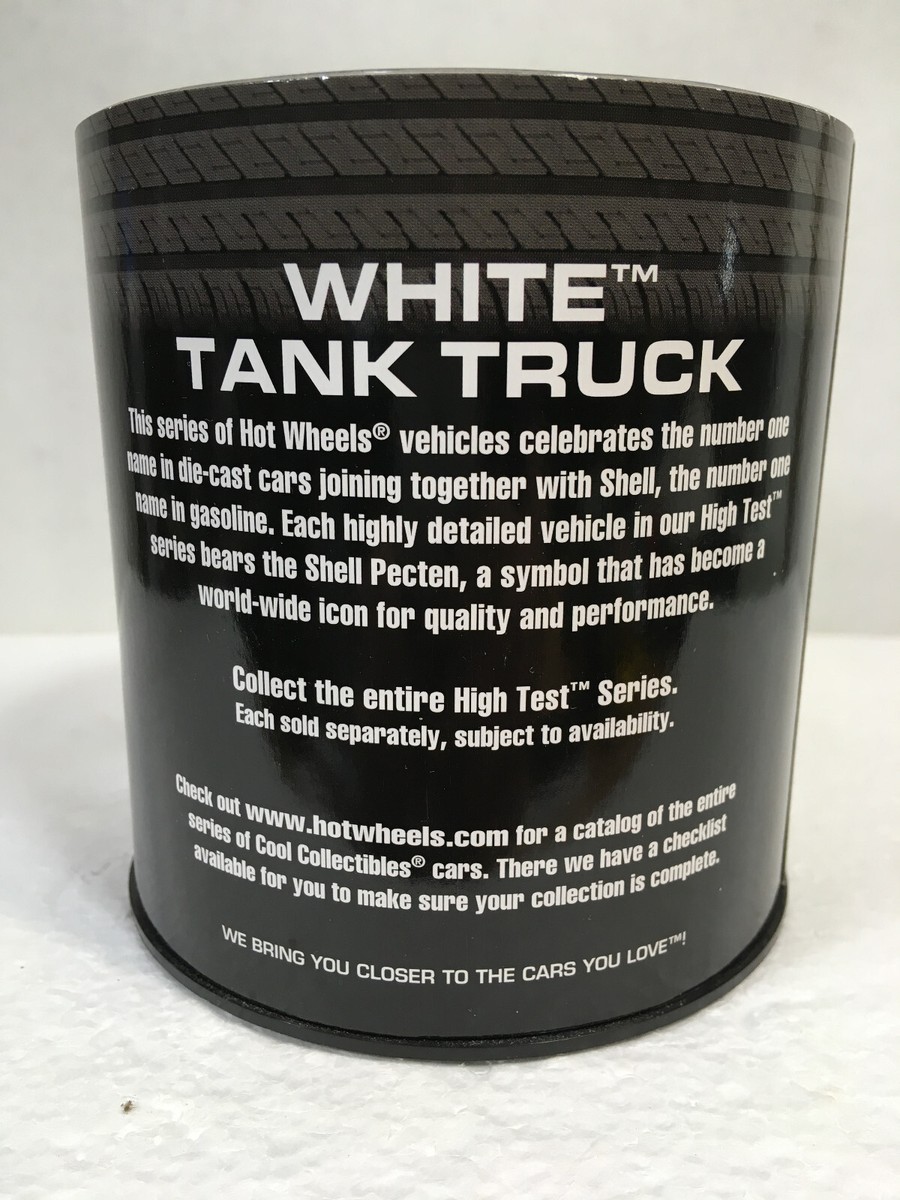 WHITE™
TANK TRUCK
This series of Hot Wheels® vehicles celebrates the number one
name in die-cast cars joining together with Shell, the number one
name in gasoline. Each highly detailed vehicle in our High Test™
series bears the Shell Pecten, a symbol that has become a
world-wide icon for quality and performance.
Collect the entire High Test™ Series.
Each sold separately, subject to availability.
Check out www.hotwheels.com for a catalog of the entire
series of Cool Collectibles® cars. There we have a checklist
available for you to make sure your collection is complete.
WE BRING YOU CLOSER TO THE CARS YOU LOVE™!